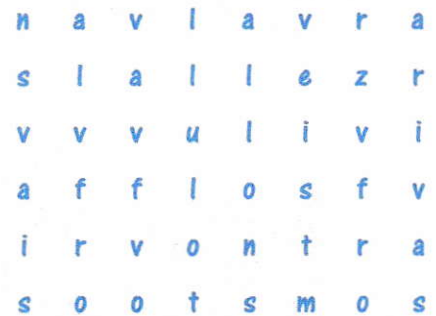 n a v l a v r a
s l a l l e z r
v v v u l i v i
a f f l o s f v
i r v o n t r a
s o o t s m o s